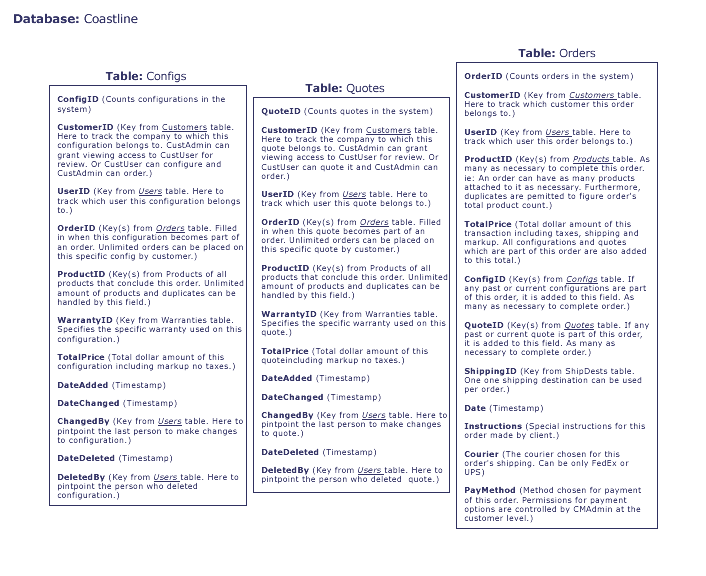 Database: Coastline
Table: Configs
ConfigID (Counts configurations in the
system)
CustomerID (Key from Customers table.
Here to track the company to which this
configuration belongs to. CustAdmin can
grant viewing access to CustUser for
review. Or CustUser can configure and
CustAdmin can order.)
UserID (Key from Users table. Here to
track which user this configuration belongs
to.)
OrderID (Key(s) from Orders table. Filled
in when this configuration becomes part of
an order. Unlimited orders can be placed on
this specific config by customer.)
ProductID (Key(s) from Products of all
products that conclude this order. Unlimited
amount of products and duplicates can be
handled by this field.)
WarrantyID (Key from Warranties table.
Specifies the specific warranty used on this
configuration.)
TotalPrice (Total dollar amount of this
configuration including markup no taxes.)
DateAdded (Timestamp)
DateChanged (Timestamp)
ChangedBy (Key from Users table. Here to
pintpoint the last person to make changes
to configuration.)
DateDeleted (Timestamp)
DeletedBy (Key from Users table. Here to
pintpoint the person who deleted
configuration.)
Table: Quotes
QuoteID (Counts quotes in the system)
CustomerID (Key from Customers table.
Here to track the company to which this
quote belongs to. CustAdmin can grant
viewing access to CustUser for review. Or
CustUser can quote it and CustAdmin can
order.)
UserID (Key from Users table. Here to
track which user this quote belongs to.)
OrderID (Key(s) from Orders table. Filled
in when this quote becomes part of an
order. Unlimited orders can be placed on
this specific quote by customer.)
ProductID (Key(s) from Products of all
products that conclude this order. Unlimited
amount of products and duplicates can be
handled by this field.)
WarrantyID (Key from Warranties table.
Specifies the specific warranty used on this
quote.)
TotalPrice (Total dollar amount of this
quoteincluding markup no taxes.)
DateAdded (Timestamp)
DateChanged (Timestamp)
ChangedBy (Key from Users table. Here to
pintpoint the last person to make changes
to quote.)
DateDeleted (Timestamp)
DeletedBy (Key from Users table. Here to
pinpoint the person who deleted quote.)
Table: Orders
OrderID (Counts orders in the system)
CustomerID (Key from Customers table.
Here to track which customer this order
belongs to.)
UserID (Key from Users table. Here to
track which user this order belongs to.)
ProductID (Key(s) from Products table. As
many as necessary to complete this order.
ie: An order can have as many products
attached to it as necessary. Furthermore,
duplicates are pemitted to figure order's
total product count.)
TotalPrice (Total dollar amount of this
transaction including taxes, shipping and
markup. All configurations and quotes
which are part of this order are also added
to this total.)
ConfigID (Key(s) from Configs table. If
any past or current configurations are part
of this order, it is added to this field. As
many as necessary to complete order.)
QuoteID (Key(s) from Quotes table. If any
past or current quote is part of this order,
it is added to this field. As many as
necessary to complete order.)
ShippingID (Key from ShipDests table.
One one shipping destination can be used
per order.)
Date (Timestamp)
Instructions (Special instructions for this
order made by client.)
Courier (The courier chosen for this
order's shipping. Can be only FedEx or
UPS)
PayMethod (Method chosen for payment
of this order. Permissions for payment
options are controlled by CMAdmin at the
customer level.)